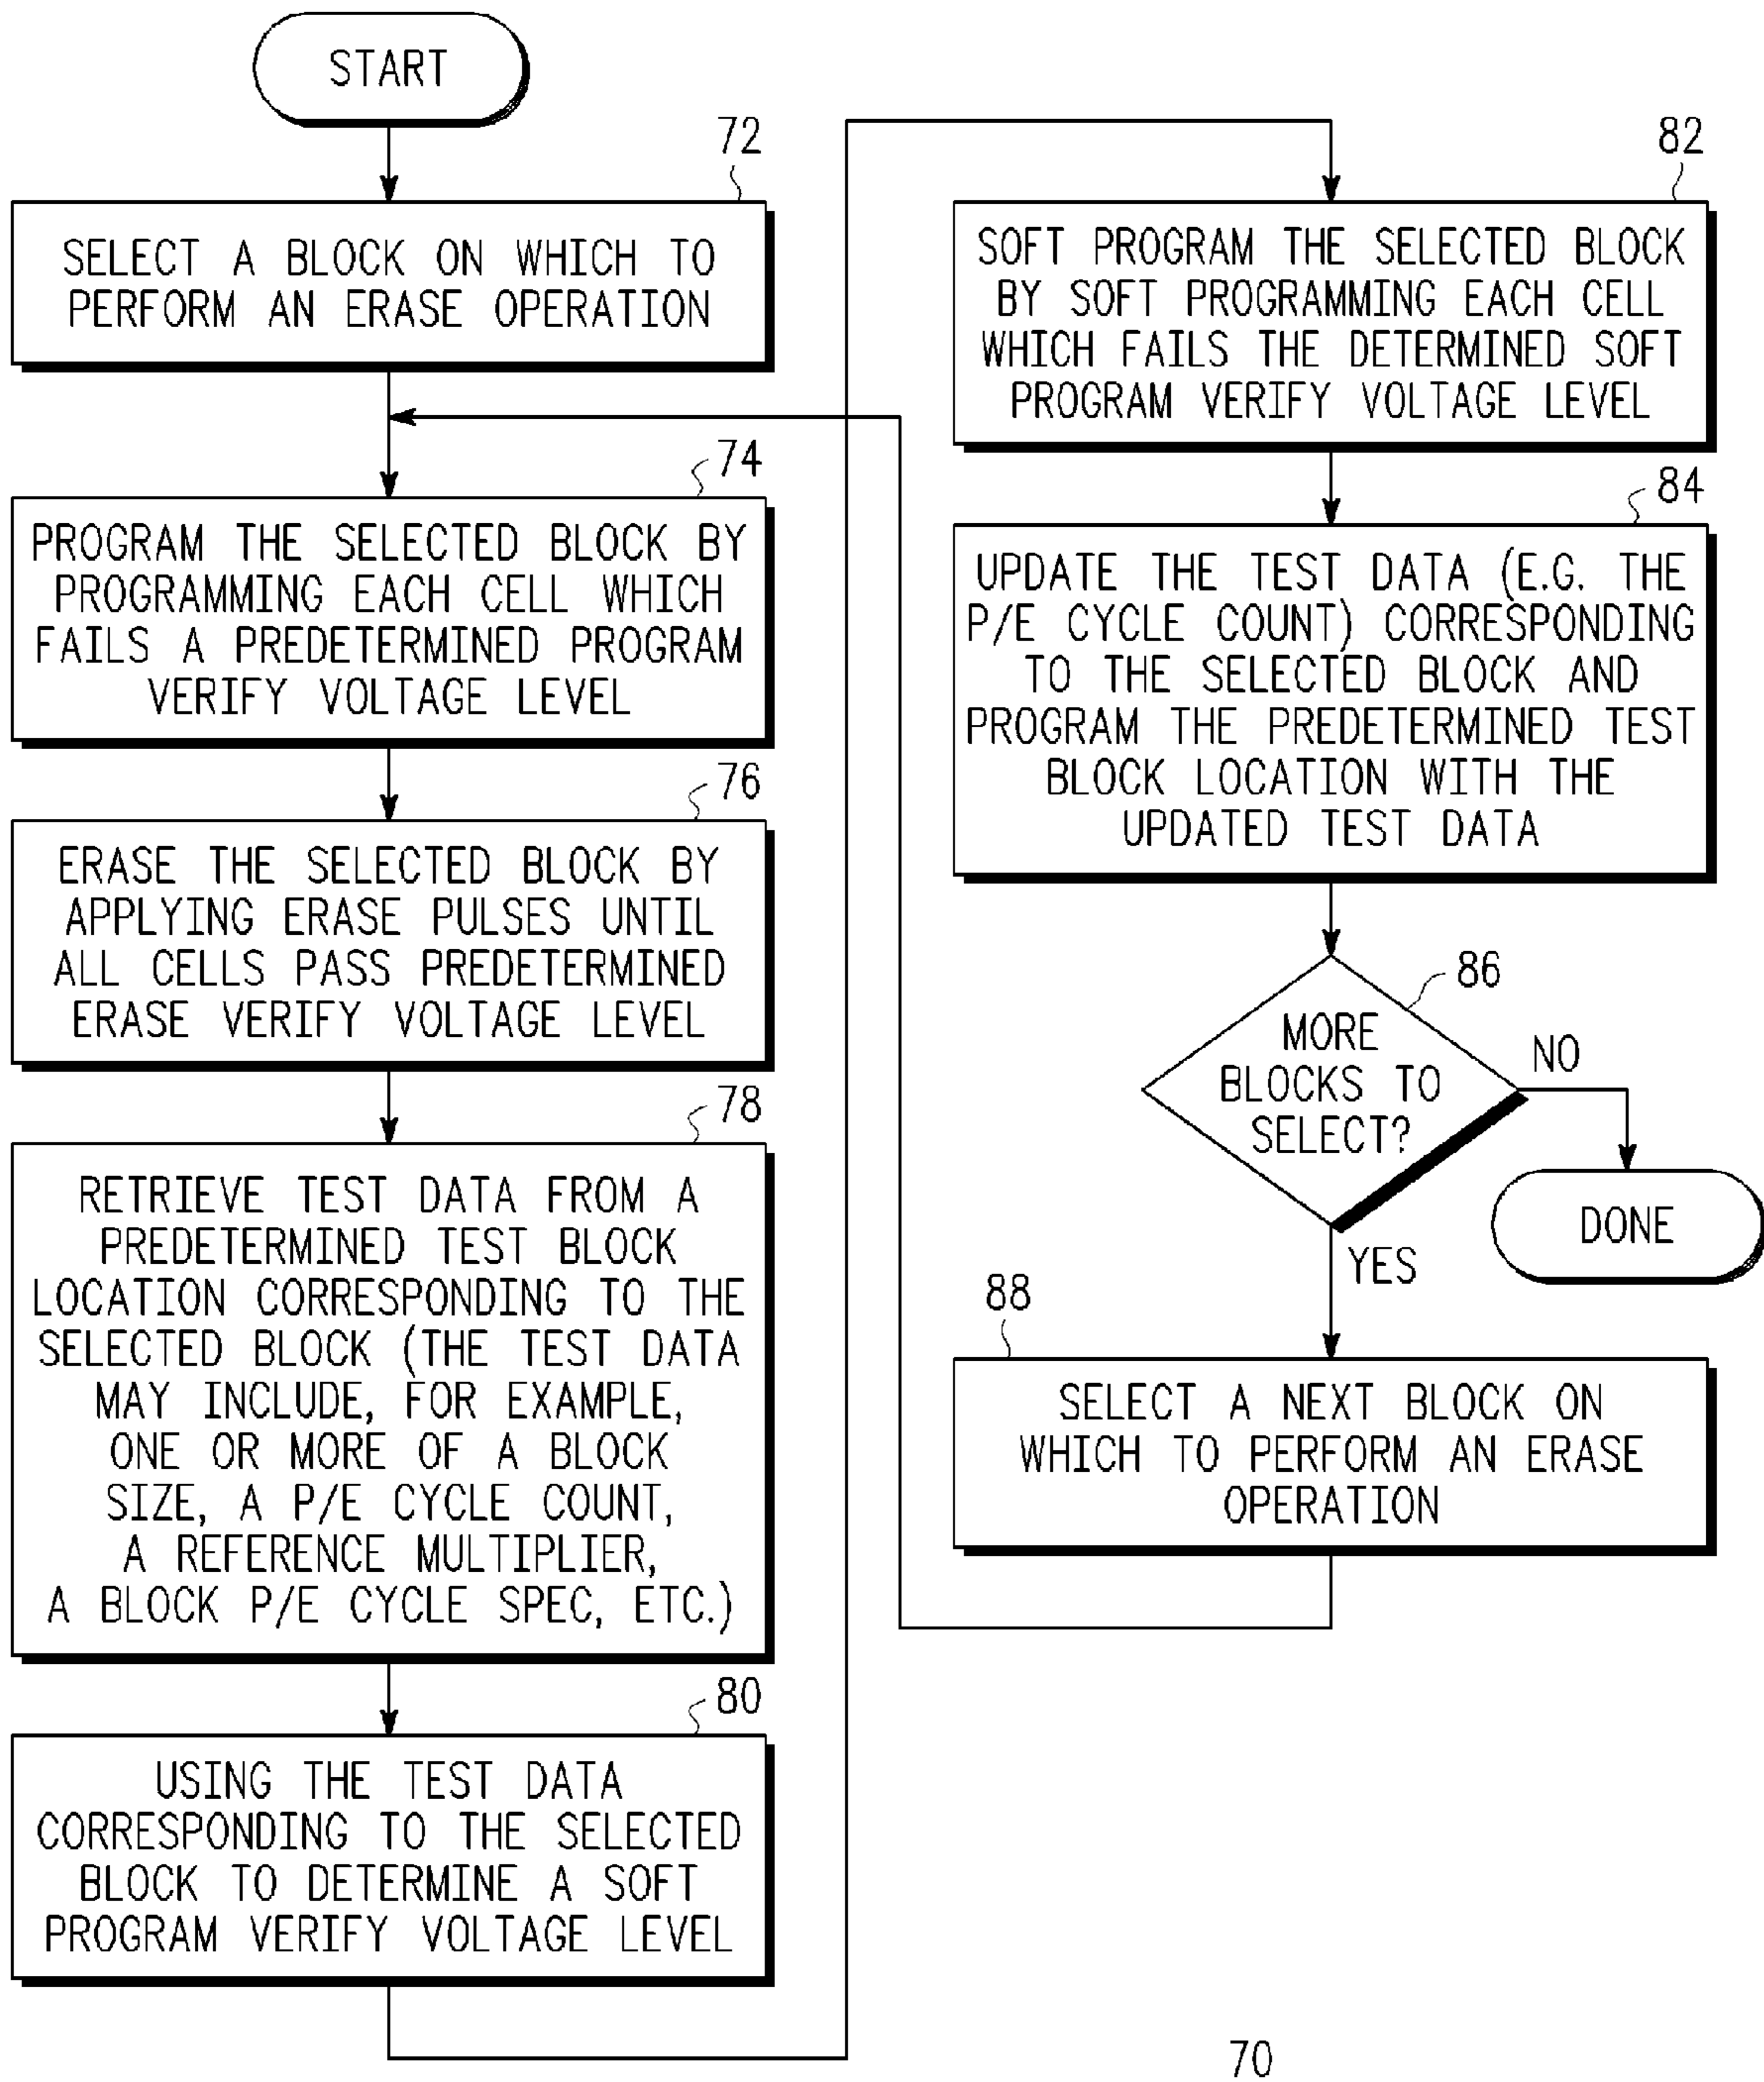 START
72
SELECT A BLOCK ON WHICH TO
PERFORM AN ERASE OPERATION
74
PROGRAM THE SELECTED BLOCK BY
PROGRAMMING EACH CELL WHICH
FAILS A PREDETERMINED PROGRAM
VERIFY VOLTAGE LEVEL
76
ERASE THE SELECTED BLOCK BY
APPLYING ERASE PULSES UNTIL
ALL CELLS PASS PREDETERMINED
ERASE VERIFY VOLTAGE LEVEL
78
RETRIEVE TEST DATA FROM A
PREDETERMINED TEST BLOCK
LOCATION CORRESPONDING TO THE
SELECTED BLOCK (THE TEST DATA
MAY INCLUDE, FOR EXAMPLE,
ONE OR MORE OF A BLOCK
SIZE, A P/E CYCLE COUNT,
A REFERENCE MULTIPLIER,
A BLOCK P/E CYCLE SPEC, ETC.)
80
USING THE TEST DATA
CORRESPONDING TO THE SELECTED
BLOCK TO DETERMINE A SOFT
PROGRAM VERIFY VOLTAGE LEVEL
82
SOFT PROGRAM THE SELECTED BLOCK
BY SOFT PROGRAMMING EACH CELL
WHICH FAILS THE DETERMINED SOFT
PROGRAM VERIFY VOLTAGE LEVEL
84
UPDATE THE TEST DATA (E.G. THE
P/E CYCLE COUNT) CORRESPONDING
TO THE SELECTED BLOCK AND
PROGRAM THE PREDETERMINED TEST
BLOCK LOCATION WITH THE
UPDATED TEST DATA
86
MORE
BLOCKS TO
SELECT?
NO
DONE
YES
88
SELECT A NEXT BLOCK ON
WHICH TO PERFORM AN ERASE
OPERATION
70